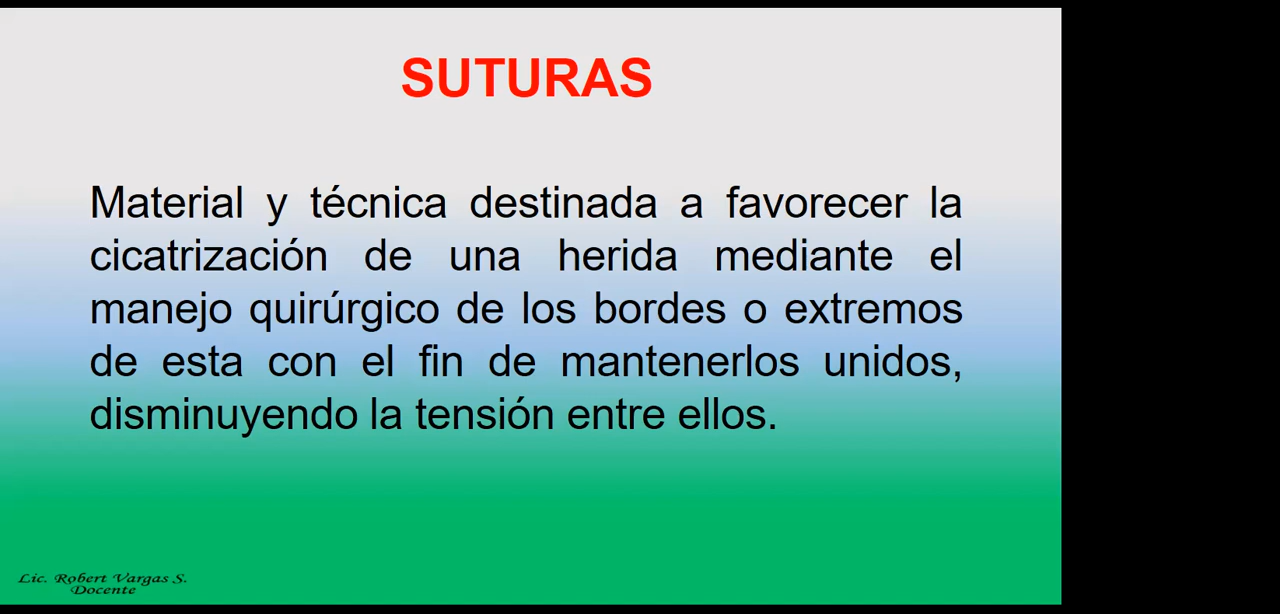 SUTURAS
Material y técnica destinada a favorecer la
cicatrización de una herida mediante el
manejo quirúrgico de los bordes o extremos
de esta con el fin de mantenerlos unidos,
disminuyendo la tensión entre ellos.
Lic. Robert Vargas S.
Docente